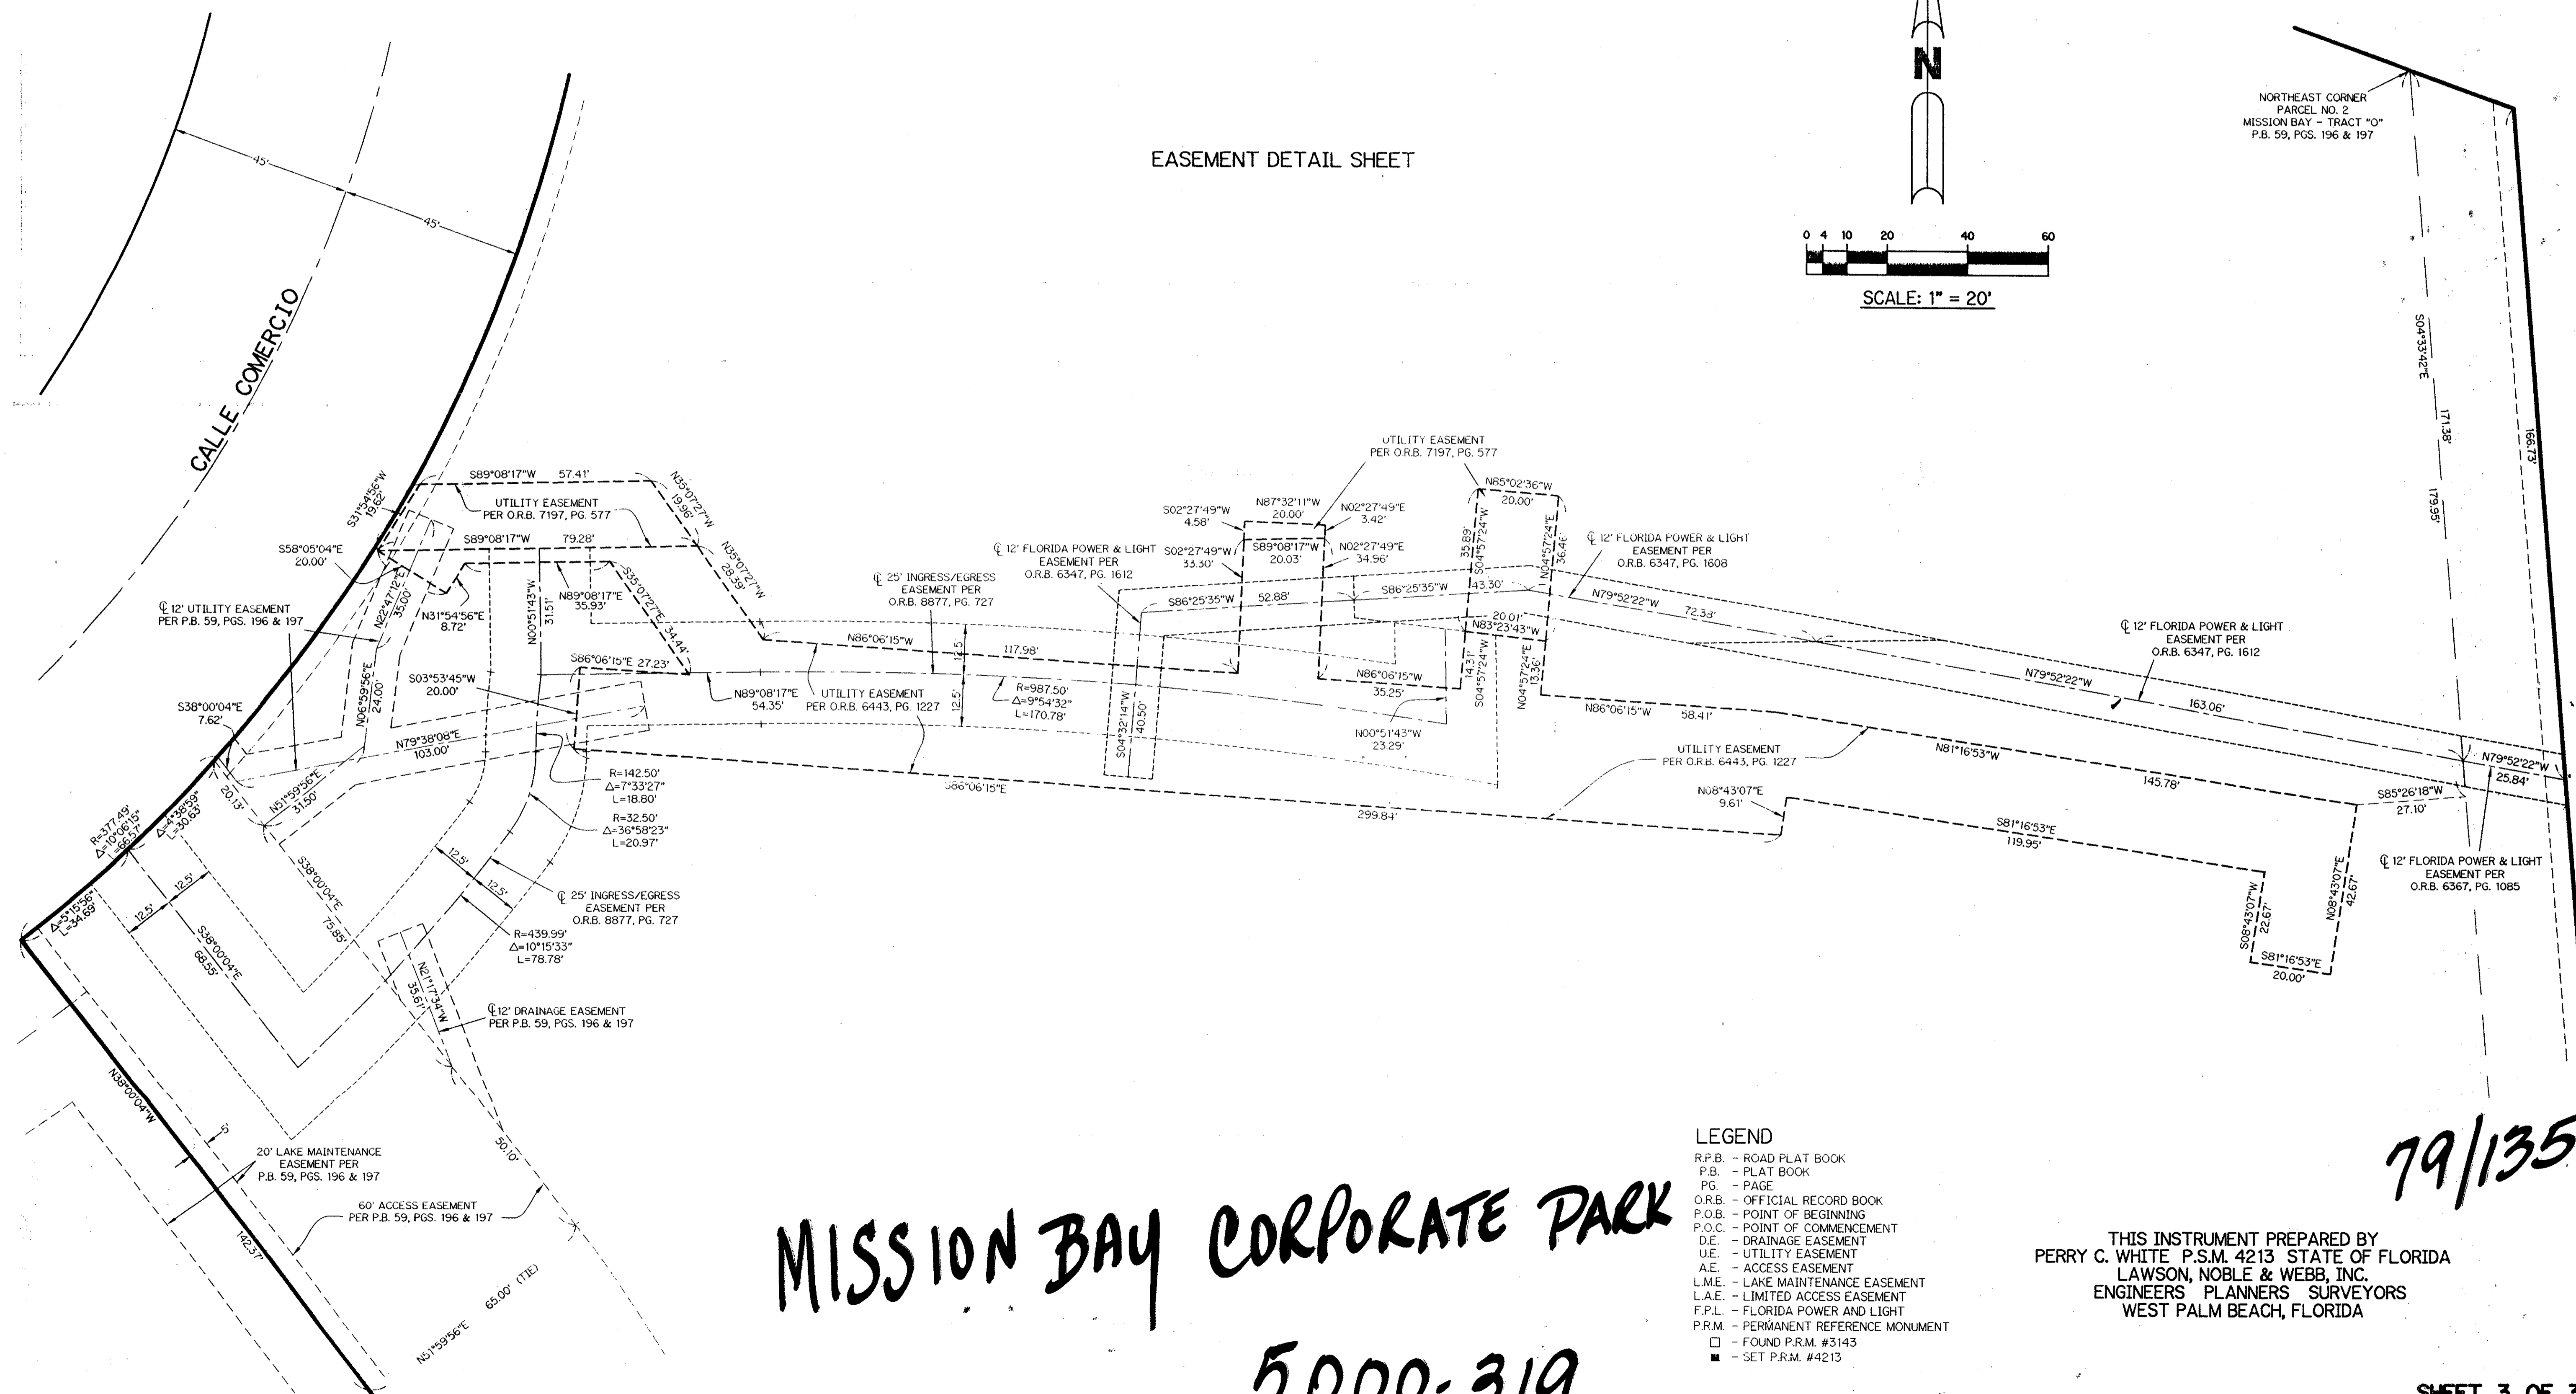 EASEMENT DETAIL SHEET
N
0 4 10 20 40 60
SCALE: 1" = 20'
NORTHEAST CORNER
PARCEL NO. 2
MISSION BAY - TRACT "O"
P.B. 59, PGS. 196 & 197
45'
45'
CALLE COMERCIO
S04°33'42"E
171.38'
179.95'
166.73'
S31°54'56"W
19.62'
S89°08'17"W 57.41'
UTILITY EASEMENT
PER O.R.B. 7197, PG. 577
N35°07'27"W
19.96'
S89°08'17"W 79.28'
N35°07'27"W
28.39'
S58°05'04"E
20.00'
N22°47'12"E
35.00'
N31°54'56"E
8.72'
N00°51'43"W
31.51'
N89°08'17"E
35.93'
S35°07'27"E, 34.44'
℄ 12' UTILITY EASEMENT
PER P.B. 59, PGS. 196 & 197
N06°59'56"E
24.00'
S86°06'15"E 27.23'
S03°53'45"W
20.00'
N89°08'17"E
54.35'
UTILITY EASEMENT
PER O.R.B. 6443, PG. 1227
N86°06'15"W
117.98'
12.5'
12.5'
℄ 25' INGRESS/EGRESS
EASEMENT PER
O.R.B. 8877, PG. 727
R=987.50'
Δ=9°54'32"
L=170.78'
℄ 12' FLORIDA POWER & LIGHT
EASEMENT PER
O.R.B. 6347, PG. 1612
S02°27'49"W
4.58'
N87°32'11"W
20.00'
N02°27'49"E
3.42'
S02°27'49"W
33.30'
S89°08'17"W
20.03'
N02°27'49"E
34.96'
UTILITY EASEMENT
PER O.R.B. 7197, PG. 577
N85°02'36"W
20.00'
35.89'
S04°57'24"W
N04°57'24"E
36.46'
℄ 12' FLORIDA POWER & LIGHT
EASEMENT PER
O.R.B. 6347, PG. 1608
S86°25'35"W 52.88'
S86°25'35"W 43.30'
N79°52'22"W
72.38'
20.01'
N83°23'43"W
14.31'
S04°57'24"W
N04°57'24"E
13.36'
N86°06'15"W
35.25'
S04°32'14"W
40.50'
N00°51'43"W
23.29'
N86°06'15"W 58.41'
℄ 12' FLORIDA POWER & LIGHT
EASEMENT PER
O.R.B. 6347, PG. 1612
N79°52'22"W
163.06'
UTILITY EASEMENT
PER O.R.B. 6443, PG. 1227
N81°16'53"W
145.78'
N79°52'22"W
25.84'
S85°26'18"W
27.10'
N08°43'07"E
9.61'
S86°06'15"E
299.84'
S81°16'53"E
119.95'
℄ 12' FLORIDA POWER & LIGHT
EASEMENT PER
O.R.B. 6367, PG. 1085
S08°43'07"W
22.67'
N08°43'07"E
42.67'
S81°16'53"E
20.00'
S38°00'04"E
7.62'
N79°38'08"E
103.00'
20.13'
N51°59'56"E
31.50'
R=142.50'
Δ=7°33'27"
L=18.80'
R=32.50'
Δ=36°58'23"
L=20.97'
R=377.49'
Δ=10°06'15"
L=66.57'
Δ=4°38'59"
L=30.63'
Δ=5°15'56"
L=34.69'
12.5'
12.5'
12.5'
S38°00'04"E
75.85'
S38°00'04"E
68.55'
℄ 25' INGRESS/EGRESS
EASEMENT PER
O.R.B. 8877, PG. 727
R=439.99'
Δ=10°15'33"
L=78.78'
N21°17'34"W
35.61'
℄12' DRAINAGE EASEMENT
PER P.B. 59, PGS. 196 & 197
N38°00'04"W
142.37'
5'
20' LAKE MAINTENANCE
EASEMENT PER
P.B. 59, PGS. 196 & 197
60' ACCESS EASEMENT
PER P.B. 59, PGS. 196 & 197
50.10'
N51°59'56"E 65.00' (TIE)
MISSION BAY CORPORATE PARK
5000-319
LEGEND
R.P.B. - ROAD PLAT BOOK
P.B. - PLAT BOOK
PG. - PAGE
O.R.B. - OFFICIAL RECORD BOOK
P.O.B. - POINT OF BEGINNING
P.O.C. - POINT OF COMMENCEMENT
D.E. - DRAINAGE EASEMENT
U.E. - UTILITY EASEMENT
A.E. - ACCESS EASEMENT
L.M.E. - LAKE MAINTENANCE EASEMENT
L.A.E. - LIMITED ACCESS EASEMENT
F.P.L. - FLORIDA POWER AND LIGHT
P.R.M. - PERMANENT REFERENCE MONUMENT
□ - FOUND P.R.M. #3143
■ - SET P.R.M. #4213
79/135
THIS INSTRUMENT PREPARED BY
PERRY C. WHITE P.S.M. 4213 STATE OF FLORIDA
LAWSON, NOBLE & WEBB, INC.
ENGINEERS PLANNERS SURVEYORS
WEST PALM BEACH, FLORIDA
SHEET 3 OF 3